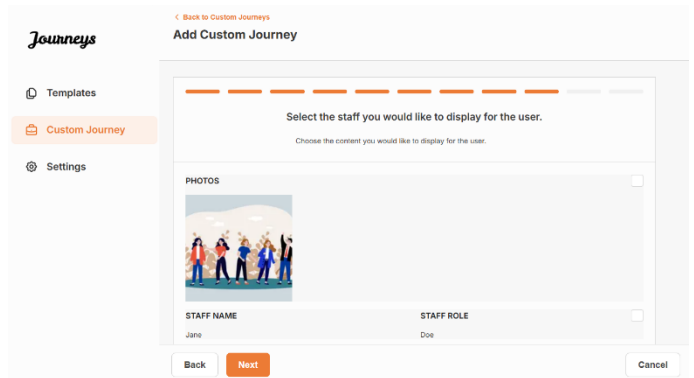 Back to Custom Journeys
Journeys
Add Custom Journey
Templates
Custom Journey
Settings
Select the staff you would like to display for the user.
Choose the content you would like to display for the user.
PHOTOS
STAFF NAME STAFF ROLE
Jane Doe
Back Next Cancel